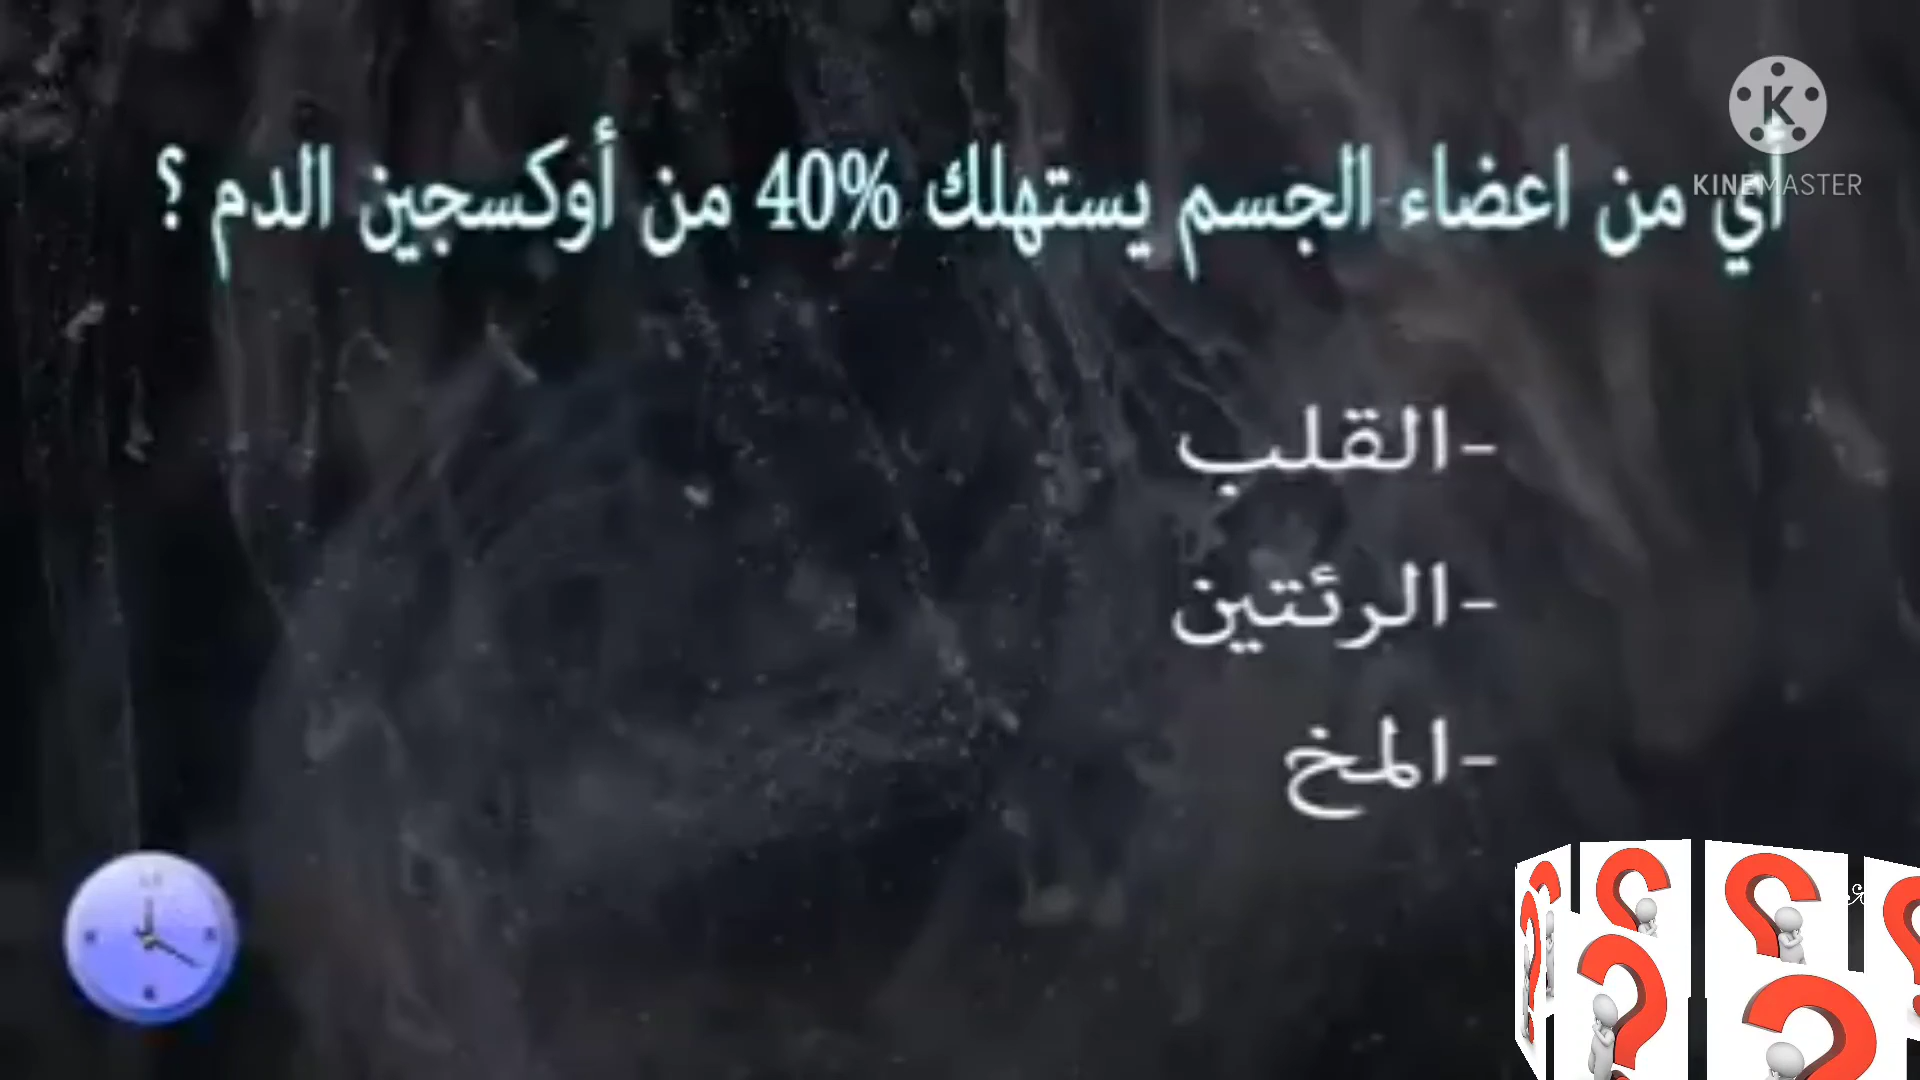 KINEMASTER
أي من اعضاء الجسم يستهلك 40% من أوكسجين الدم ؟
-القلب
-الرئتين
-المخ